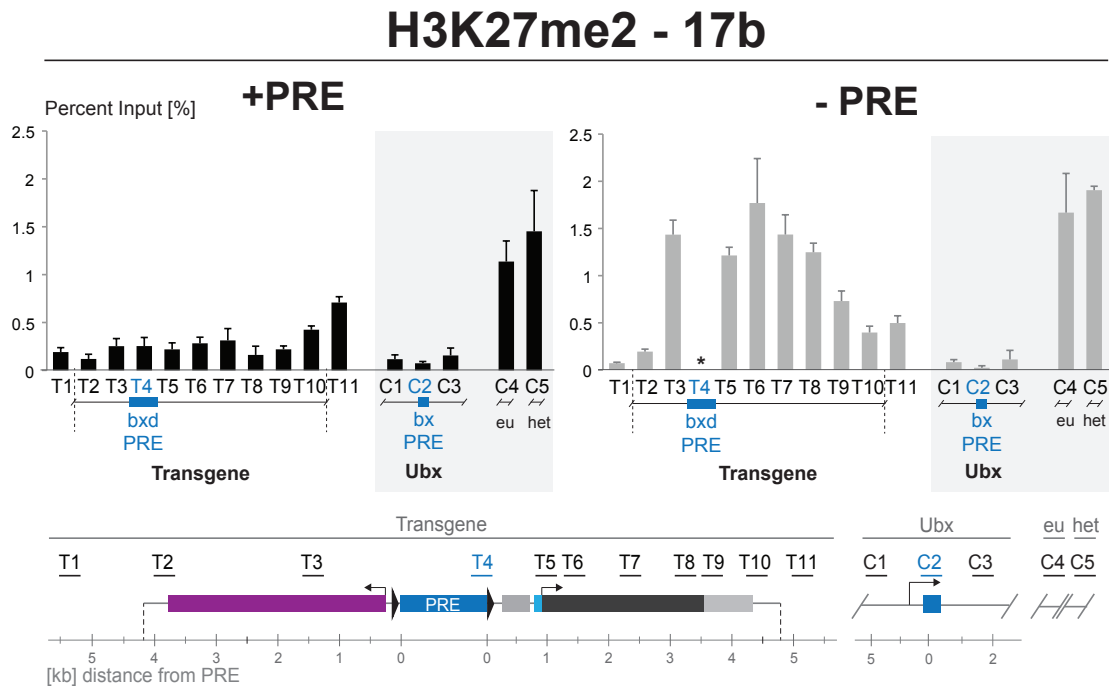 H3K27me2 - 17b
+PRE
Percent Input [%]
2.5
2
1.5
1
0.5
0
T1 T2 T3 T4 T5 T6 T7 T8 T9 T10 T11 C1 C2 C3 C4 C5
bxd
PRE
bx
PRE
eu het
Transgene Ubx
- PRE
2.5
2
1.5
1
0.5
0
*
T1 T2 T3 T4 T5 T6 T7 T8 T9 T10 T11 C1 C2 C3 C4 C5
bxd
PRE
bx
PRE
eu het
Transgene Ubx
Transgene Ubx eu het
T1 T2 T3 T4 T5 T6 T7 T8 T9 T10 T11 C1 C2 C3 C4 C5
PRE
5 4 3 2 1 0 0 1 2 3 4 5 5 0 2
[kb] distance from PRE